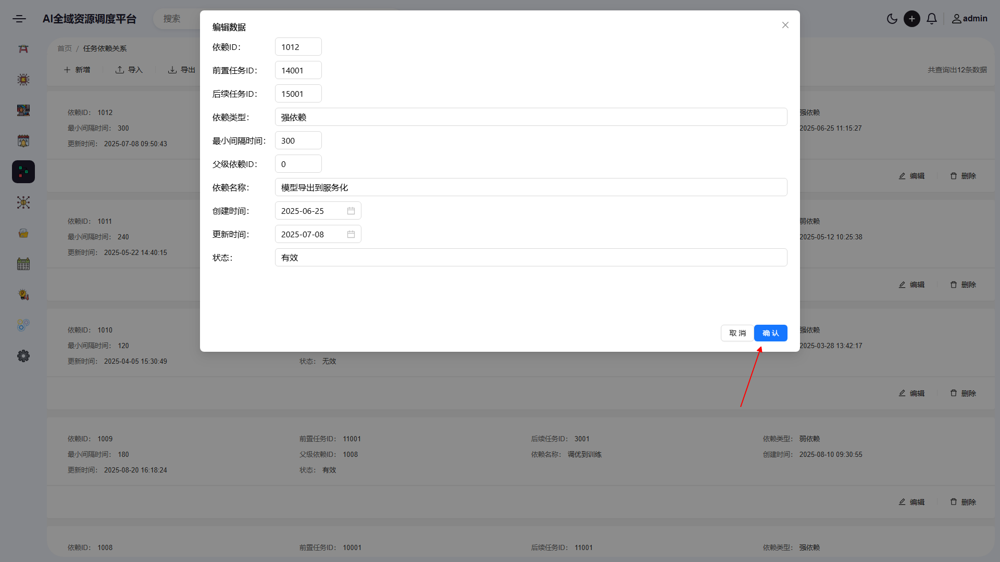 AI全域资源调度平台
搜索
admin
首页 / 任务依赖关系
新增
导入
导出
共查询出12条数据
编辑数据
依赖ID： 1012
前置任务ID： 14001
后续任务ID： 15001
依赖类型： 强依赖
最小间隔时间： 300
父级依赖ID： 0
依赖名称： 模型导出到服务化
创建时间： 2025-06-25
更新时间： 2025-07-08
状态： 有效
取 消
确 认
依赖ID： 1012
强依赖
最小间隔时间： 300
2025-06-25 11:15:27
更新时间： 2025-07-08 09:50:43
编辑
删除
依赖ID： 1011
弱依赖
最小间隔时间： 240
2025-05-12 10:25:38
更新时间： 2025-05-22 14:40:15
编辑
删除
依赖ID： 1010
强依赖
最小间隔时间： 120
2025-03-28 13:42:17
更新时间： 2025-04-05 15:30:49
状态： 无效
编辑
删除
依赖ID： 1009
前置任务ID： 11001
后续任务ID： 3001
依赖类型： 弱依赖
最小间隔时间： 180
父级依赖ID： 1008
依赖名称： 调优到训练
创建时间： 2025-08-10 09:30:55
更新时间： 2025-08-20 16:18:24
状态： 有效
编辑
删除
依赖ID： 1008
前置任务ID： 10001
后续任务ID： 11001
依赖类型： 强依赖